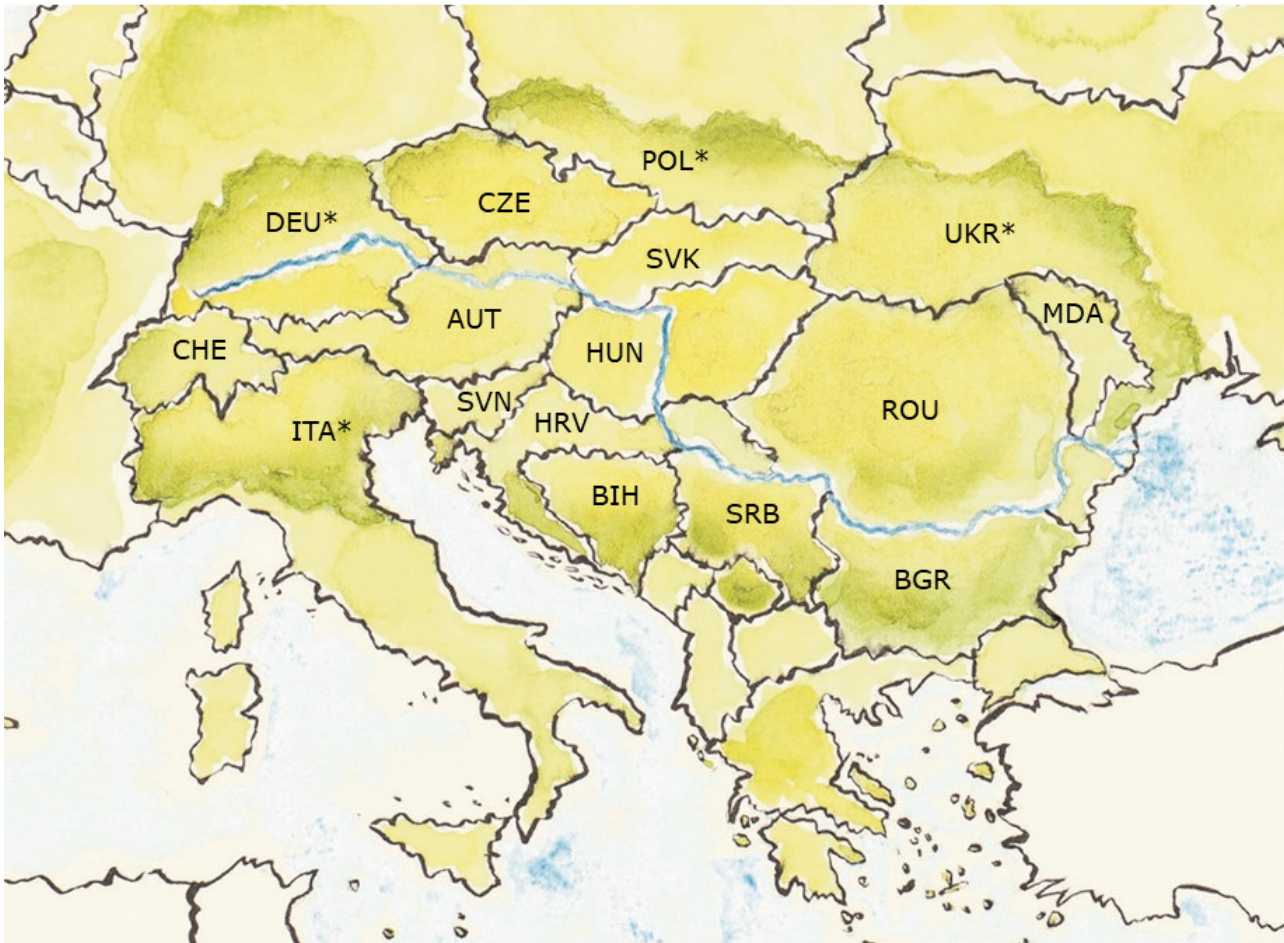 POL*
CZE
DEU*
UKR*
SVK
MDA
AUT
CHE
HUN
SVN
HRV
ROU
ITA*
BIH
SRB
BGR